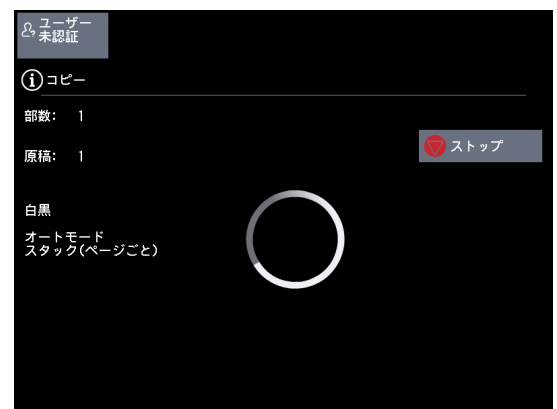 ユーザー
未認証
コピー
部数: 1
ストップ
原稿: 1
白黒
オートモード
スタック(ページごと)